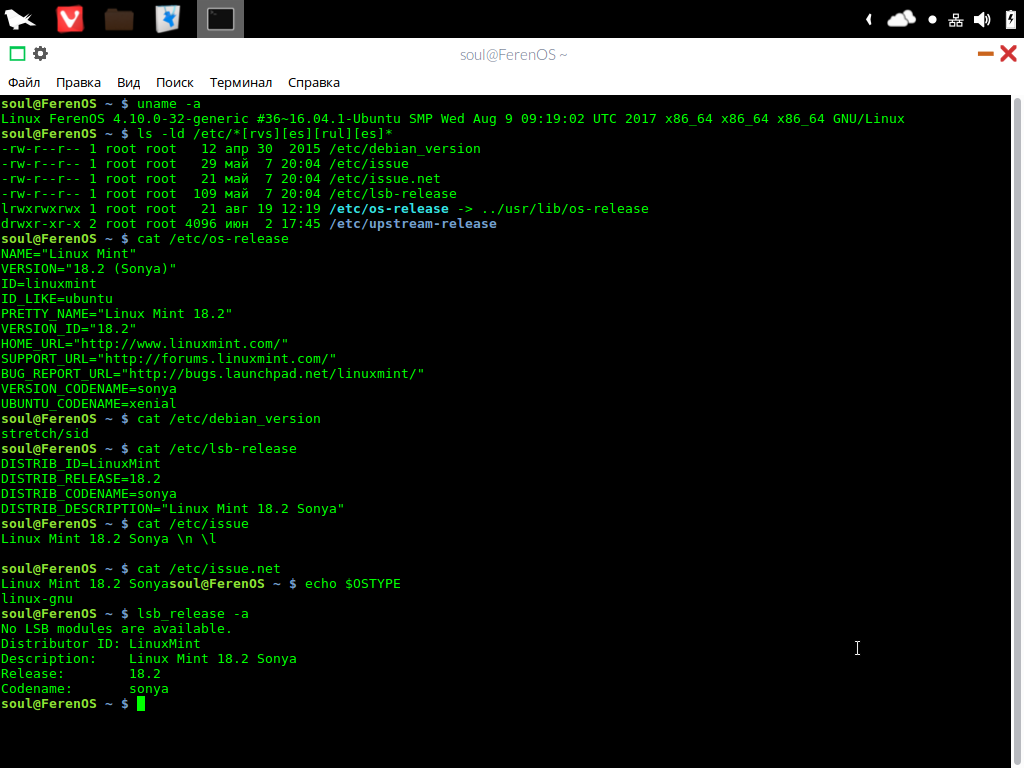 soul@FerenOS ~
Файл Правка Вид Поиск Терминал Справка
soul@FerenOS ~ $ uname -a
Linux FerenOS 4.10.0-32-generic #36~16.04.1-Ubuntu SMP Wed Aug 9 09:19:02 UTC 2017 x86_64 x86_64 x86_64 GNU/Linux
soul@FerenOS ~ $ ls -ld /etc/*[rvs][es][rul][es]*
-rw-r--r-- 1 root root   12 апр 30  2015 /etc/debian_version
-rw-r--r-- 1 root root   29 май  7 20:04 /etc/issue
-rw-r--r-- 1 root root   21 май  7 20:04 /etc/issue.net
-rw-r--r-- 1 root root  109 май  7 20:04 /etc/lsb-release
lrwxrwxrwx 1 root root   21 авг 19 12:19 /etc/os-release -> ../usr/lib/os-release
drwxr-xr-x 2 root root 4096 июн  2 17:45 /etc/upstream-release
soul@FerenOS ~ $ cat /etc/os-release
NAME="Linux Mint"
VERSION="18.2 (Sonya)"
ID=linuxmint
ID_LIKE=ubuntu
PRETTY_NAME="Linux Mint 18.2"
VERSION_ID="18.2"
HOME_URL="http://www.linuxmint.com/"
SUPPORT_URL="http://forums.linuxmint.com/"
BUG_REPORT_URL="http://bugs.launchpad.net/linuxmint/"
VERSION_CODENAME=sonya
UBUNTU_CODENAME=xenial
soul@FerenOS ~ $ cat /etc/debian_version
stretch/sid
soul@FerenOS ~ $ cat /etc/lsb-release
DISTRIB_ID=LinuxMint
DISTRIB_RELEASE=18.2
DISTRIB_CODENAME=sonya
DISTRIB_DESCRIPTION="Linux Mint 18.2 Sonya"
soul@FerenOS ~ $ cat /etc/issue
Linux Mint 18.2 Sonya \n \l
soul@FerenOS ~ $ cat /etc/issue.net
Linux Mint 18.2 Sonyasoul@FerenOS ~ $ echo $OSTYPE
linux-gnu
soul@FerenOS ~ $ lsb_release -a
No LSB modules are available.
Distributor ID: LinuxMint
Description:    Linux Mint 18.2 Sonya
Release:        18.2
Codename:       sonya
soul@FerenOS ~ $